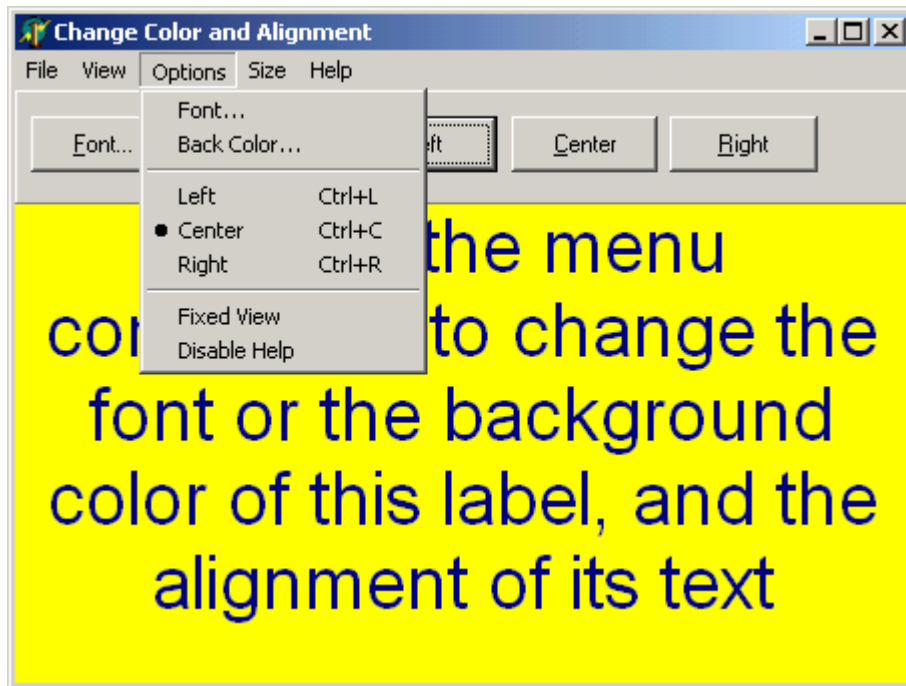 Change Color and Alignment
File View Options Size Help
Font... Center Right
Font...
Back Color...
Left Ctrl+L
Center Ctrl+C
Right Ctrl+R
Fixed View
Disable Help
the menu
to change the
font or the background
color of this label, and the
alignment of its text